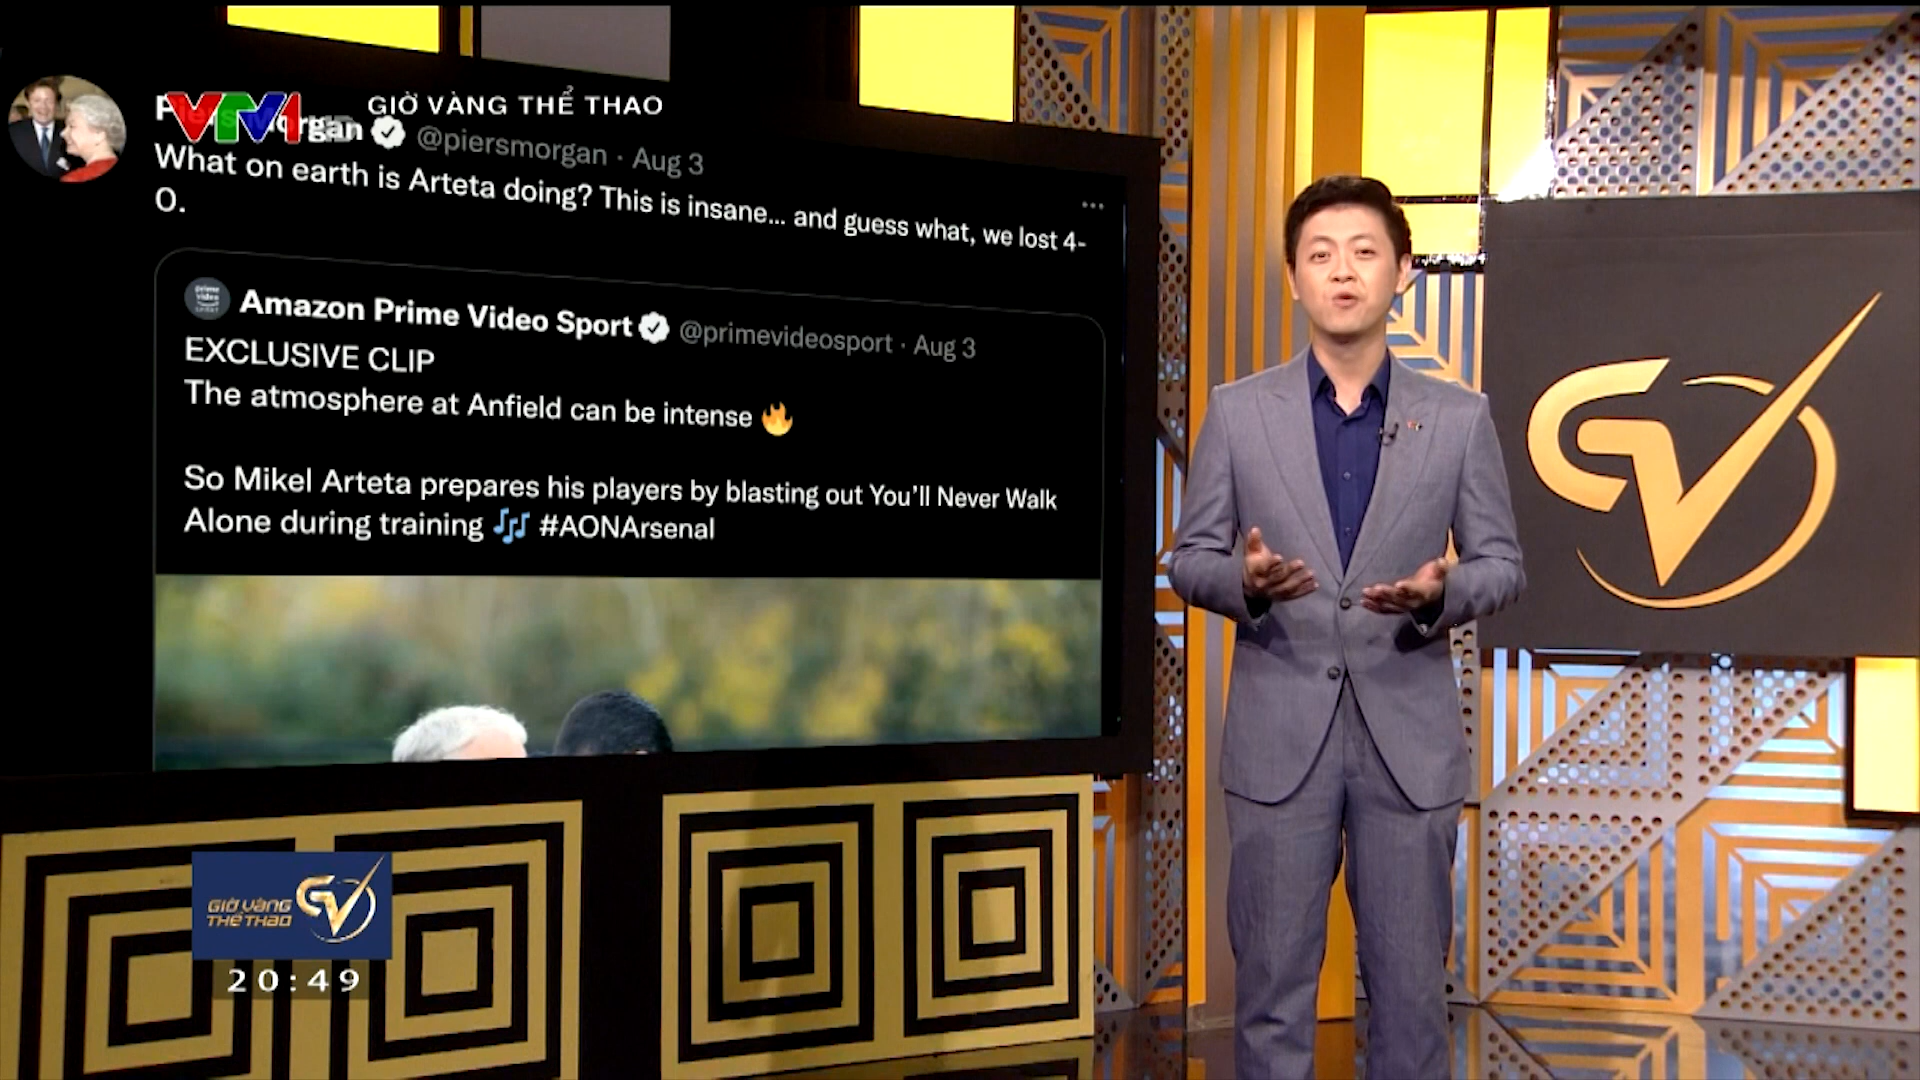 VTV1
GIỜ VÀNG THỂ THAO
Piers Morgan @piersmorgan · Aug 3
What on earth is Arteta doing? This is insane... and guess what, we lost 4-
0.
Amazon Prime Video Sport @primevideosport · Aug 3
EXCLUSIVE CLIP
The atmosphere at Anfield can be intense 🔥
So Mikel Arteta prepares his players by blasting out You'll Never Walk
Alone during training 🎶 #AONArsenal
GV
GIỜ VÀNG
THỂ THAO
20:49